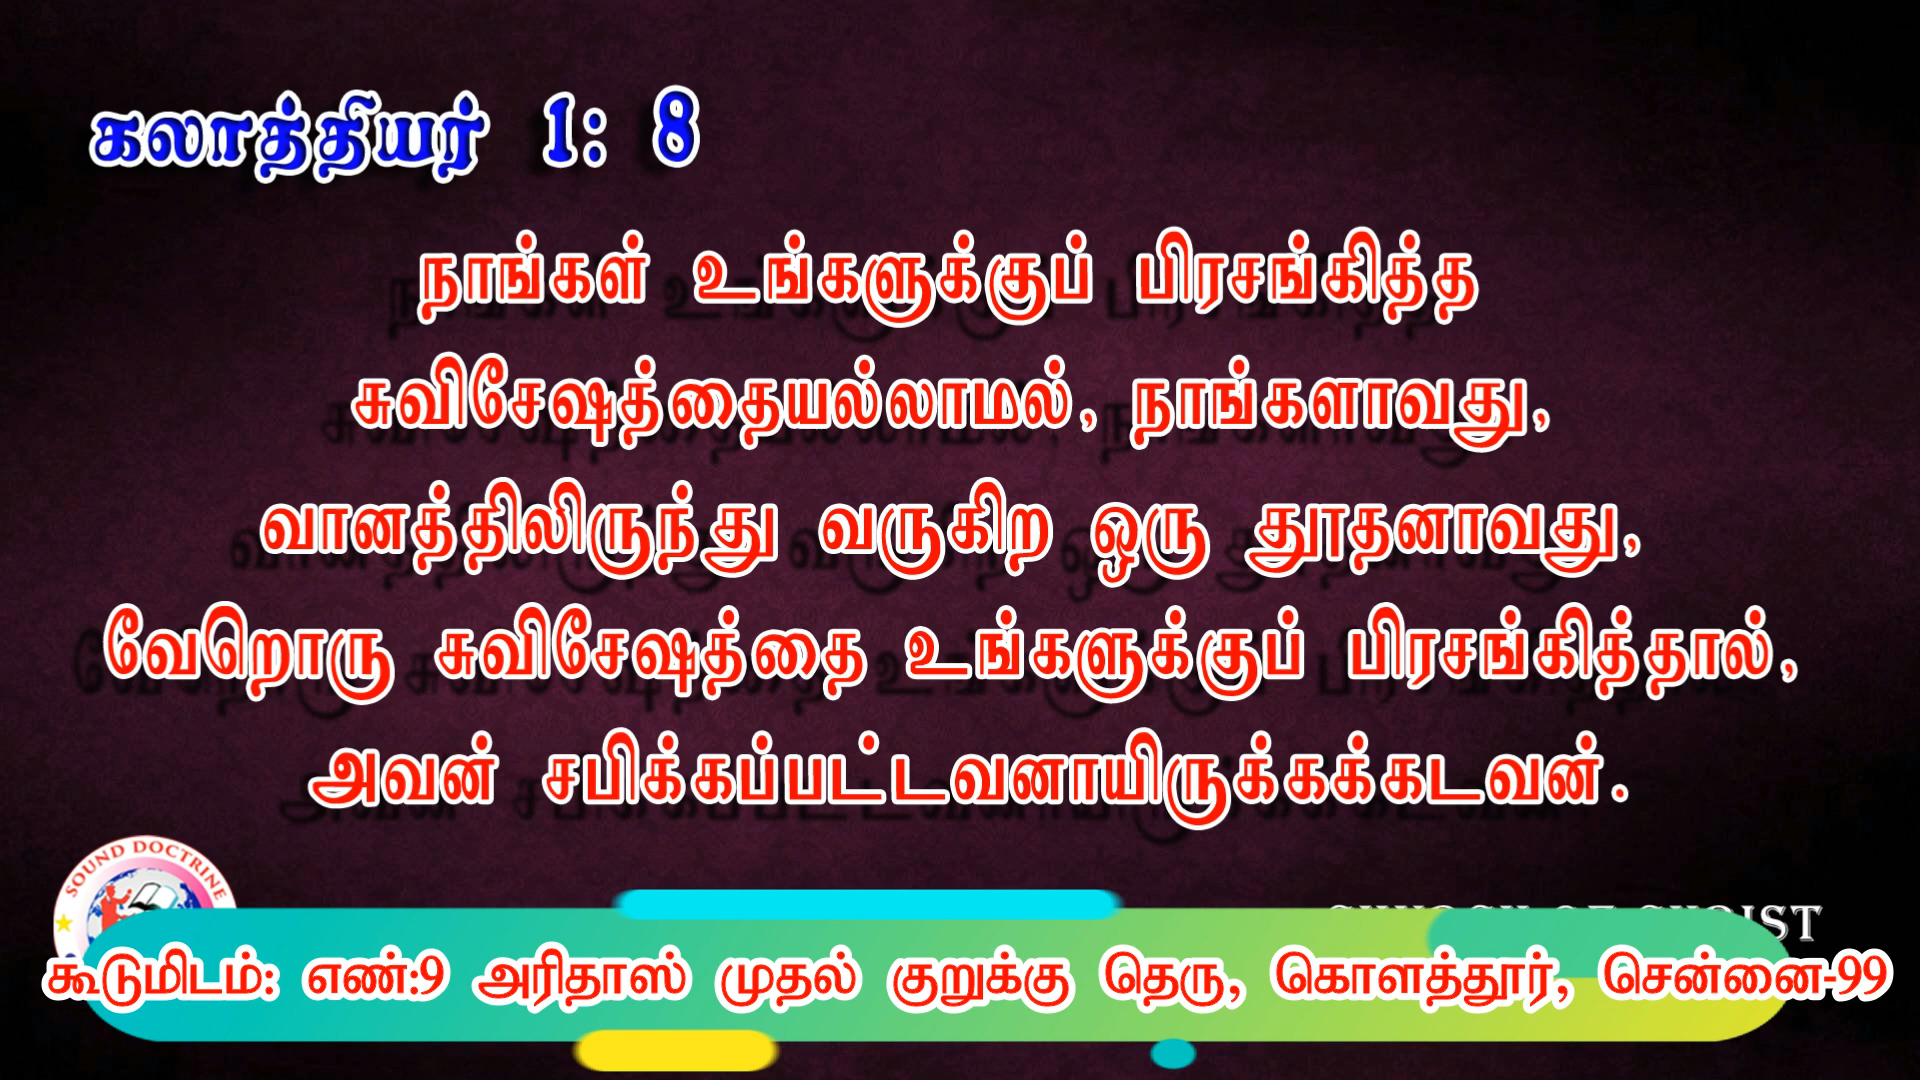 கலாத்தியர் 1: 8
நாங்கள் உங்களுக்குப் பிரசங்கித்த
சுவிசேஷத்தையல்லாமல், நாங்களாவது,
வானத்திலிருந்து வருகிற ஒரு தூதனாவது,
வேறொரு சுவிசேஷத்தை உங்களுக்குப் பிரசங்கித்தால்,
அவன் சபிக்கப்பட்டவனாயிருக்கக்கடவன்.
SOUND DOCTRINE
கூடுமிடம்: எண்:9 அரிதாஸ் முதல் குறுக்கு தெரு, கொளத்தூர், சென்னை-99